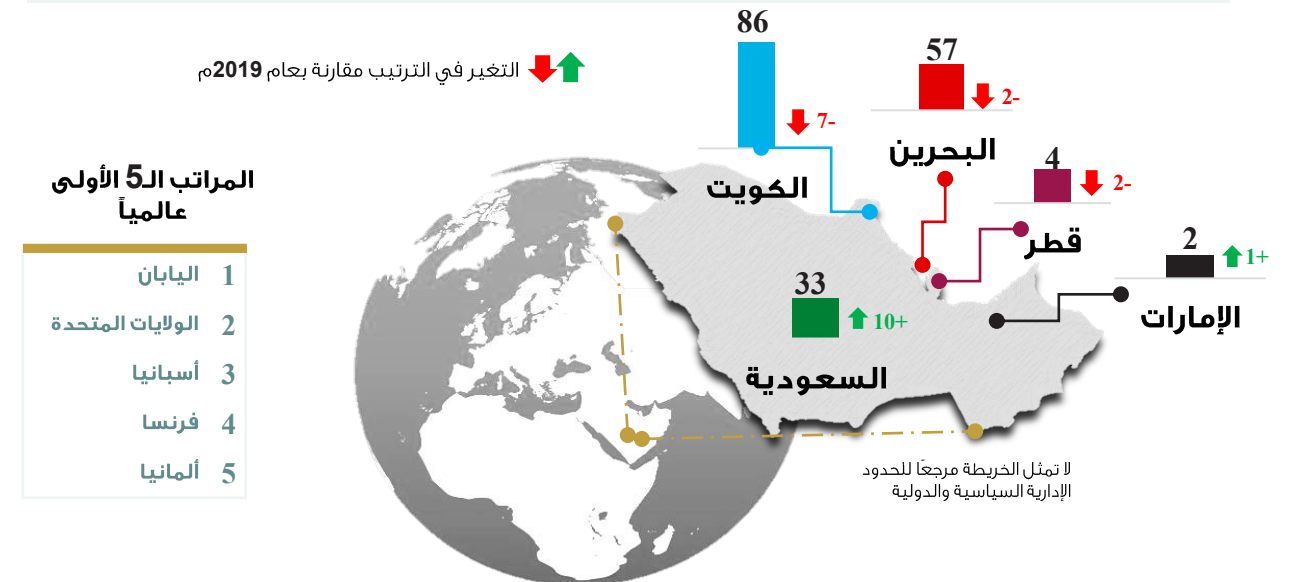 86
57
التغير في الترتيب مقارنة بعام 2019م
2-
7-
البحرين
4
2-
الكويت
قطر
2
1+
الإمارات
33
10+
السعودية
المراتب الـ5 الأولى
عالمياً
1 اليابان
2 الولايات المتحدة
3 أسبانيا
4 فرنسا
5 ألمانيا
لا تمثل الخريطة مرجعًا للحدود
الإدارية السياسية والدولية